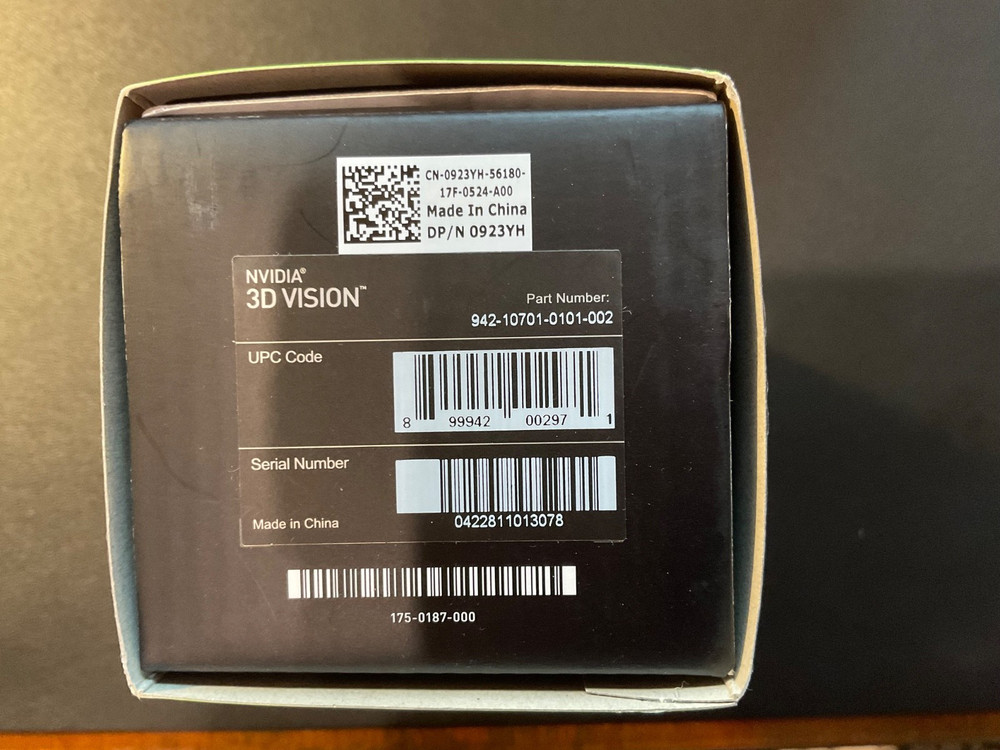 CN-0923YH-56180-
17F-0524-A00
Made In China
DP/N 0923YH
NVIDIA®
3D VISION™
Part Number:
942-10701-0101-002
UPC Code
8 99942 00297 1
Serial Number
0422811013078
Made in China
175-0187-000